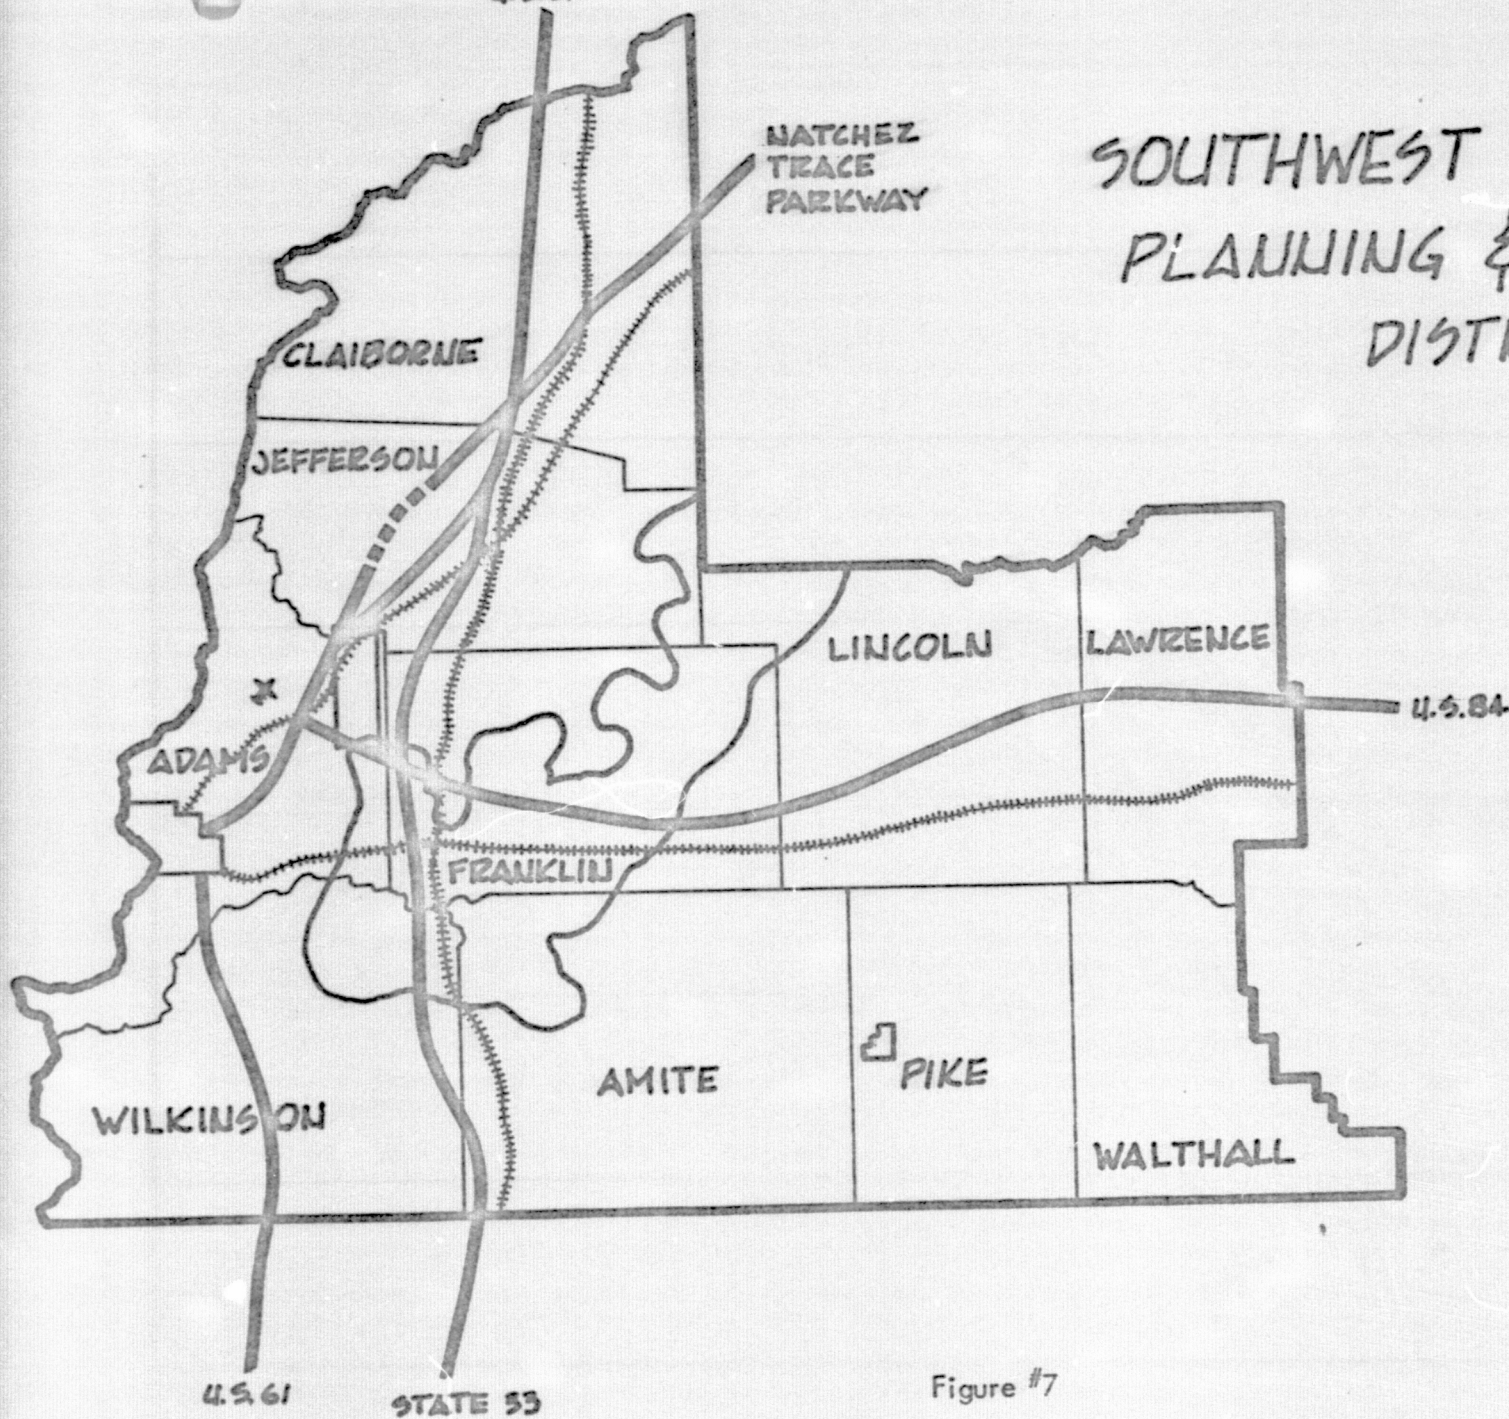 NATCHEZ
TRACE
PARKWAY
SOUTHWEST
PLANNING &
CLAIBORNE
JEFFERSON
LINCOLN
LAWRENCE
U.S.84
ADAMS
FRANKLIN
AMITE
PIKE
WILKINSON
WALTHALL
U.S.61
STATE 33
Figure #7